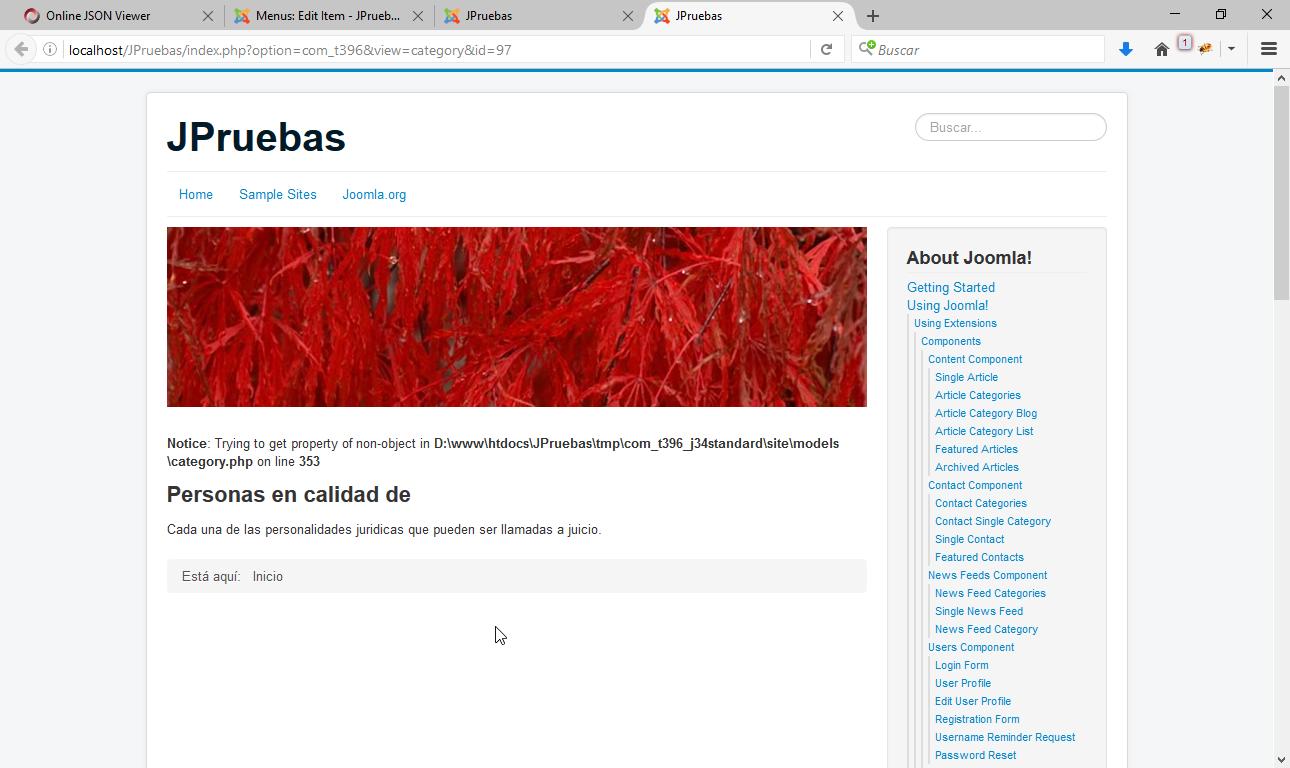 Online JSON Viewer
Menus: Edit Item - JPrueb...
JPruebas
JPruebas
localhost/JPruebas/index.php?option=com_t396&view=category&id=97
Buscar
1
JPruebas
Buscar...
Home
Sample Sites
Joomla.org
Notice: Trying to get property of non-object in D:\www\htdocs\JPruebas\tmp\com_t396_j34standard\site\models
\category.php on line 353
Personas en calidad de
Cada una de las personalidades juridicas que pueden ser llamadas a juicio.
Está aquí: Inicio
About Joomla!
Getting Started
Using Joomla!
Using Extensions
Components
Content Component
Single Article
Article Categories
Article Category Blog
Article Category List
Featured Articles
Archived Articles
Contact Component
Contact Categories
Contact Single Category
Single Contact
Featured Contacts
News Feeds Component
News Feed Categories
Single News Feed
News Feed Category
Users Component
Login Form
User Profile
Edit User Profile
Registration Form
Username Reminder Request
Password Reset